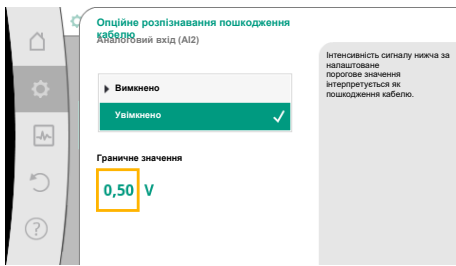 Опційне розпізнавання пошкодження
кабелю
Аналоговий вхід (AI2)
Вимкнено
Увімкнено
Граничне значення
0,50 V
Інтенсивність сигналу нижча за
налаштоване
порогове значення
інтерпретується як
пошкодження кабелю.
?